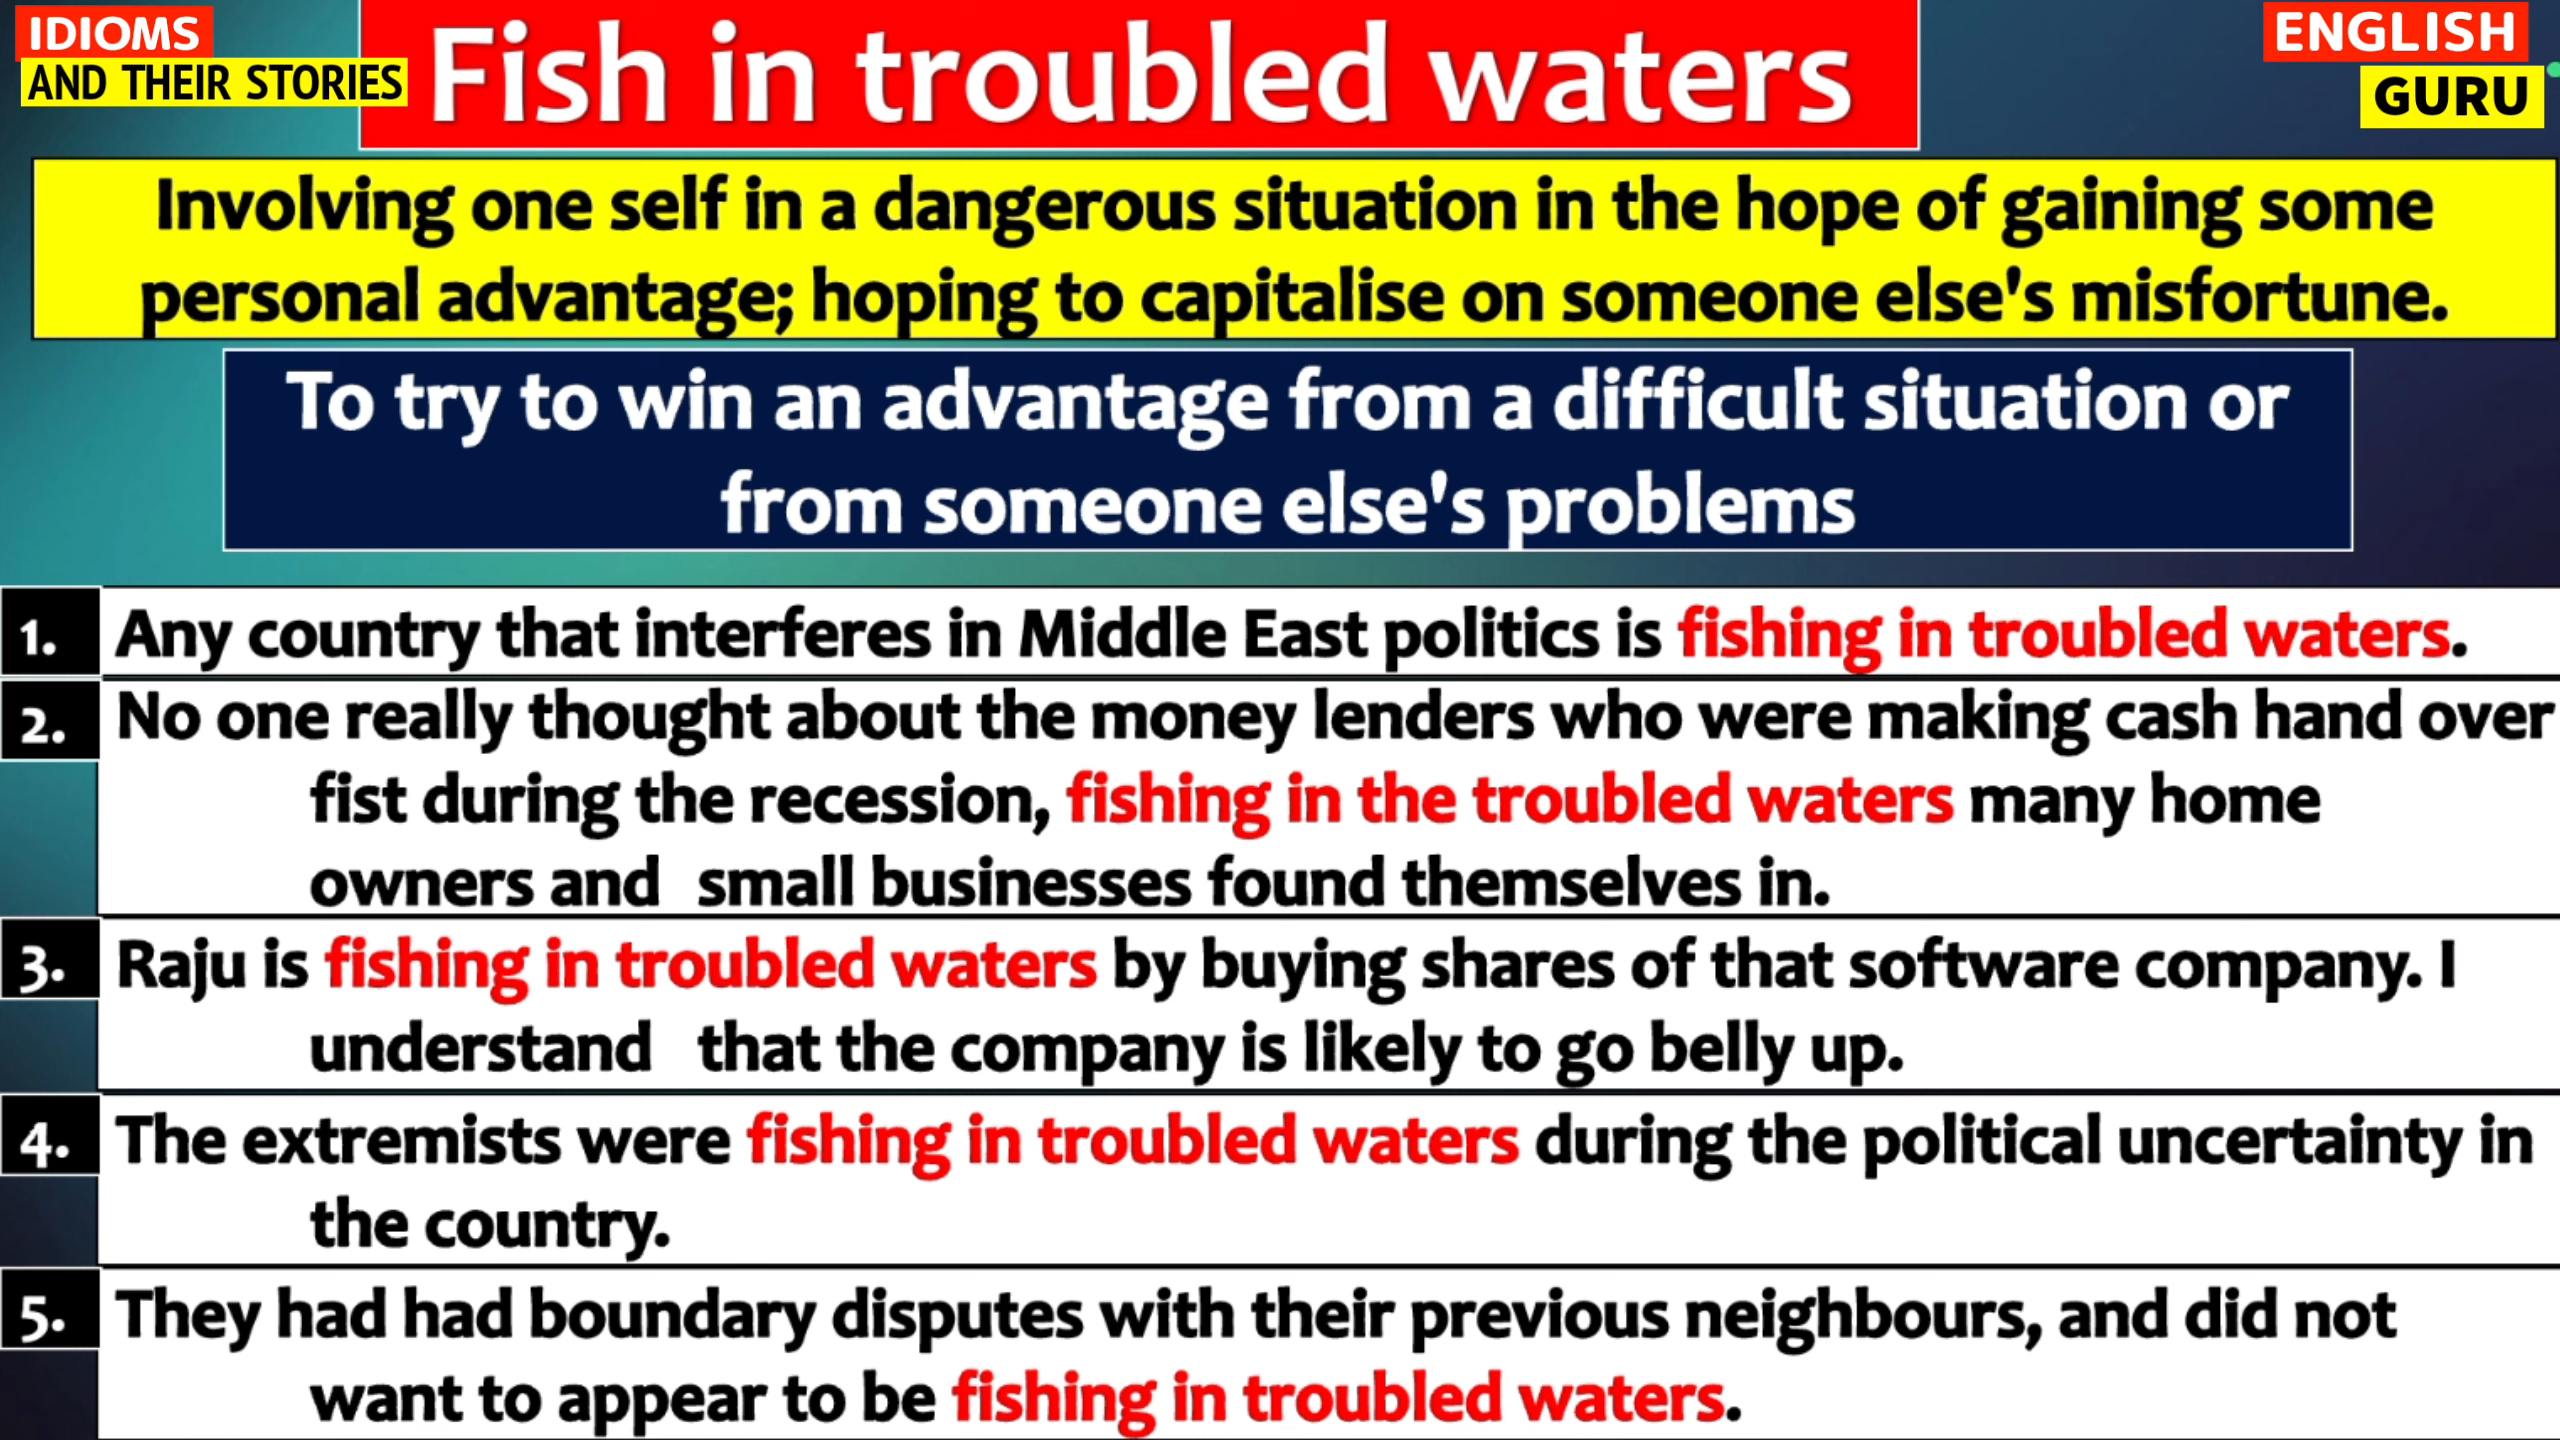 IDIOMS
AND THEIR STORIES
Fish in troubled waters
ENGLISH
GURU
Involving one self in a dangerous situation in the hope of gaining some
personal advantage; hoping to capitalise on someone else's misfortune.
To try to win an advantage from a difficult situation or
from someone else's problems
1. Any country that interferes in Middle East politics is fishing in troubled waters.
2. No one really thought about the money lenders who were making cash hand over
fist during the recession, fishing in the troubled waters many home
owners and small businesses found themselves in.
3. Raju is fishing in troubled waters by buying shares of that software company. I
understand that the company is likely to go belly up.
4. The extremists were fishing in troubled waters during the political uncertainty in
the country.
5. They had had boundary disputes with their previous neighbours, and did not
want to appear to be fishing in troubled waters.